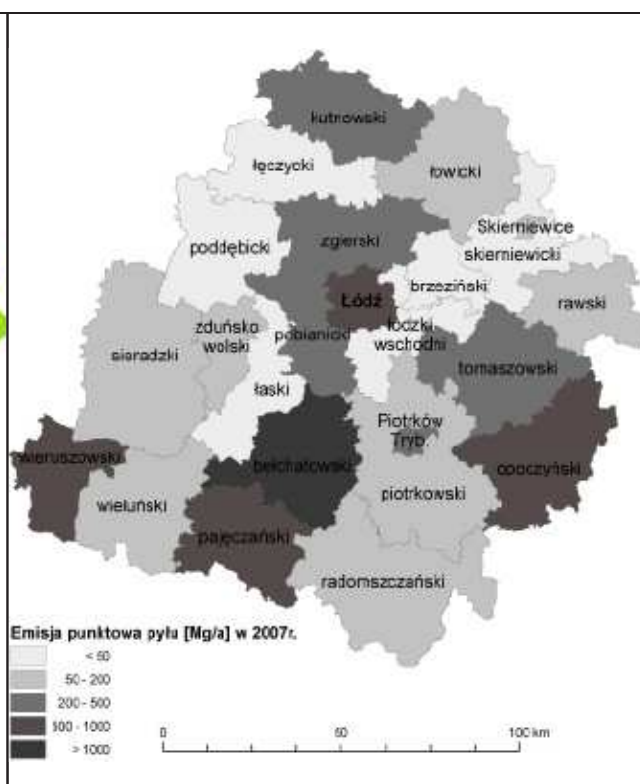 kutnowski
łęczycki
łowicki
Skierniewice
skierniewicki
poddębicki
zgierski
brzeziński
Łódź
rawski
zduńsko
wolski
pabianicki
łódzki
wschodni
sieradzki
tomaszowski
łaski
Piotrków
Tryb.
wieruszowski
bełchatowski
opoczyński
wieluński
piotrkowski
pajęczański
radomszczański
Emisja punktowa pyłu [Mg/a] w 2007r.
< 50
50 - 200
200 - 500
500 - 1000
> 1000
0 50 100 km